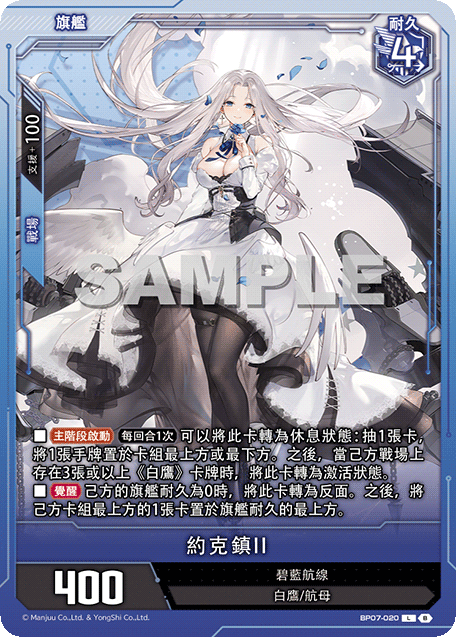 旗艦
耐久
4
支援+100
戰場
SAMPLE
■ 主階段啟動 每回合1次 可以將此卡轉為休息狀態：抽1張卡，
將1張手牌置於卡組最上方或最下方。之後，當己方戰場上
存在3張或以上《白鷹》卡牌時，將此卡轉為激活狀態。
■ 覺醒 己方的旗艦耐久為0時，將此卡轉為反面。之後，將
己方卡組最上方的1張卡置於旗艦耐久的最上方。
約克鎮II
400
碧藍航線
白鷹/航母
© Manjuu Co.,Ltd. & YongShi Co.,Ltd.
BP07-020 L B